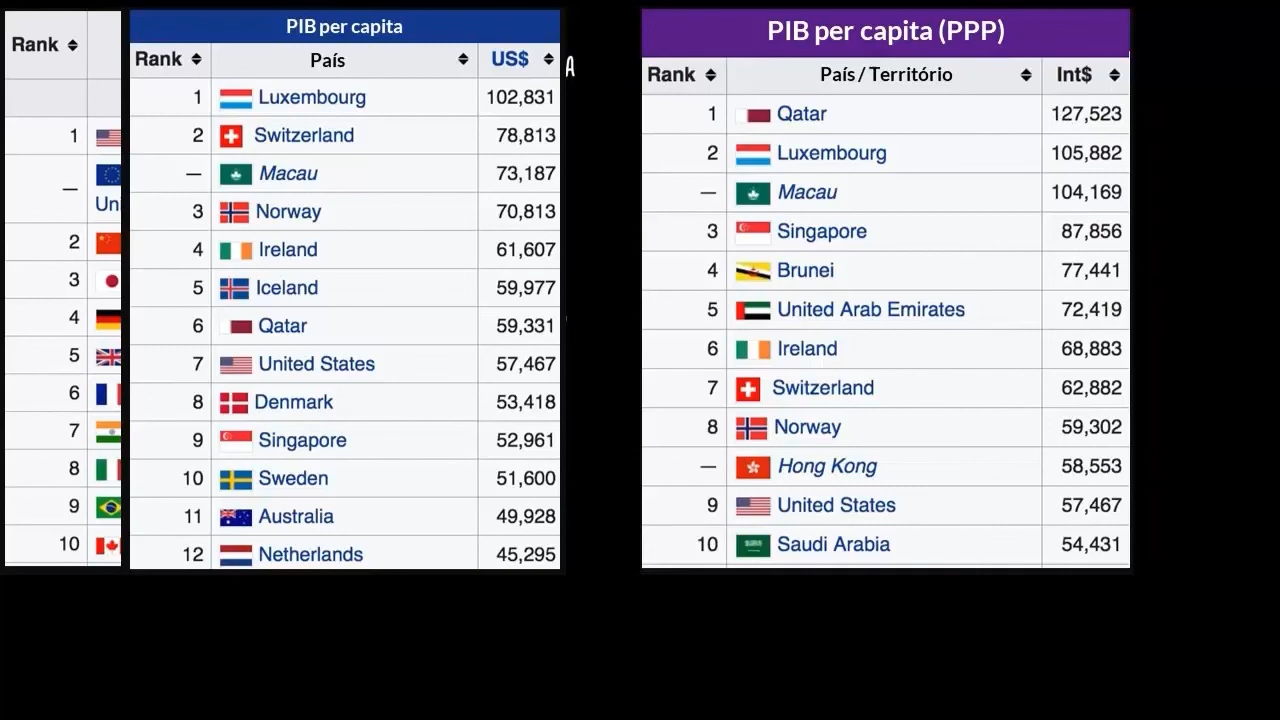 Rank
1
—
Uni
2
3
4
5
6
7
8
9
10
PIB per capita
Rank País US$
1 Luxembourg 102,831
2 Switzerland 78,813
— Macau 73,187
3 Norway 70,813
4 Ireland 61,607
5 Iceland 59,977
6 Qatar 59,331
7 United States 57,467
8 Denmark 53,418
9 Singapore 52,961
10 Sweden 51,600
11 Australia 49,928
12 Netherlands 45,295
A
PIB per capita (PPP)
Rank País / Território Int$
1 Qatar 127,523
2 Luxembourg 105,882
— Macau 104,169
3 Singapore 87,856
4 Brunei 77,441
5 United Arab Emirates 72,419
6 Ireland 68,883
7 Switzerland 62,882
8 Norway 59,302
— Hong Kong 58,553
9 United States 57,467
10 Saudi Arabia 54,431